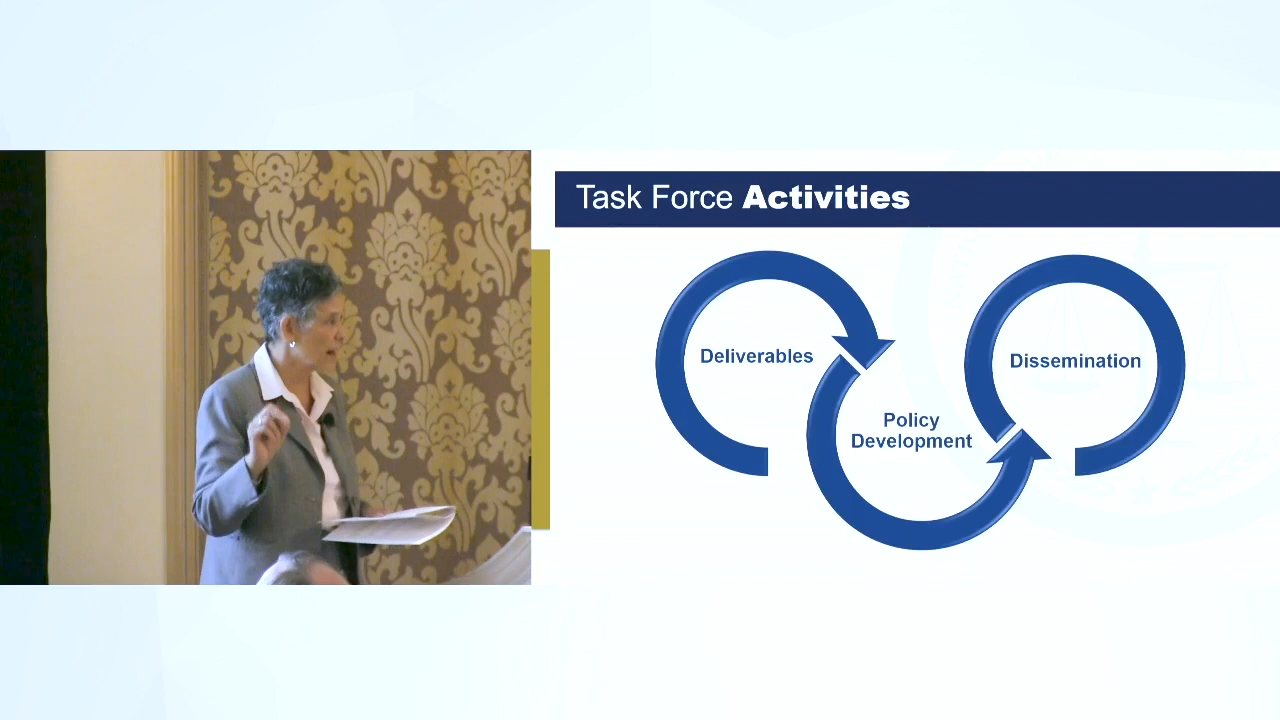 Task Force Activities
Deliverables
Policy
Development
Dissemination